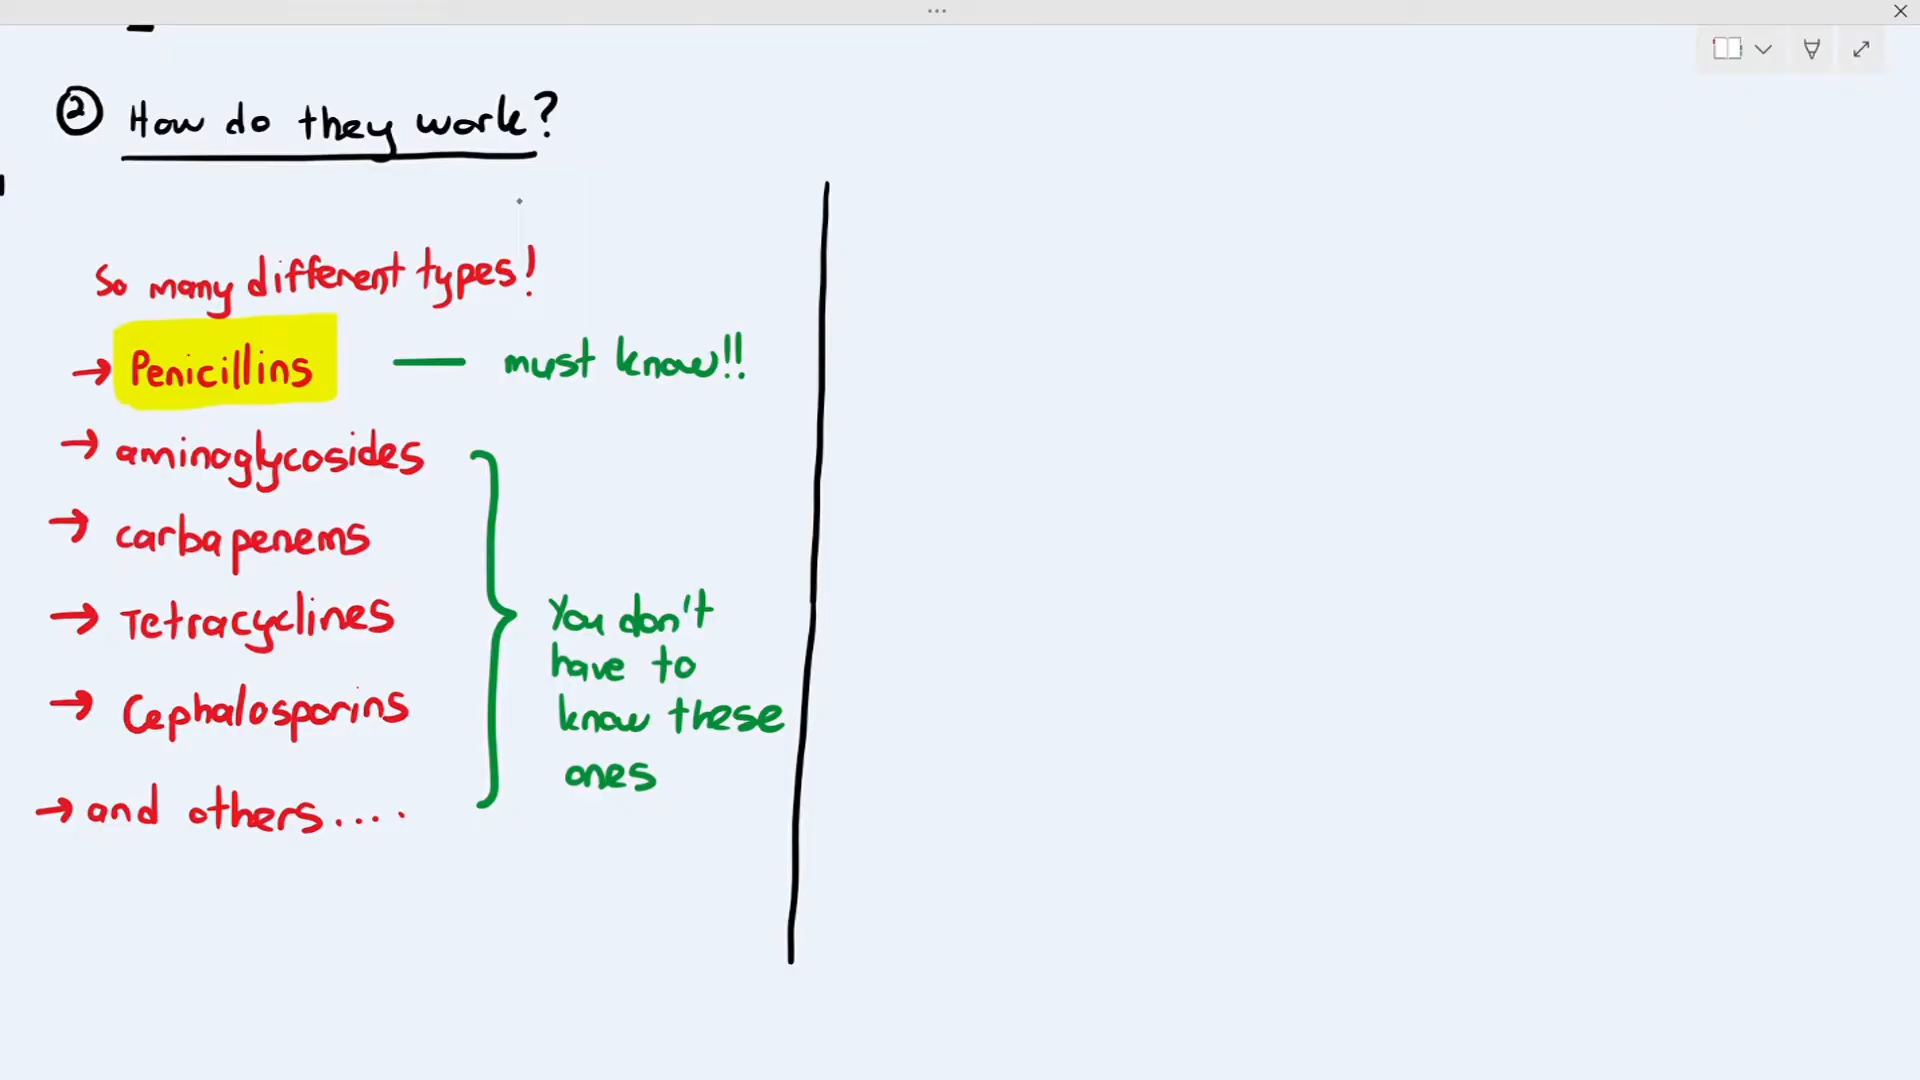 ② How do they work?
So many different types!
→ Penicillins — must know!!
→ aminoglycosides
→ carbapenems
→ Tetracyclines
→ Cephalosporins
→ and others....
You don't
have to
know these
ones